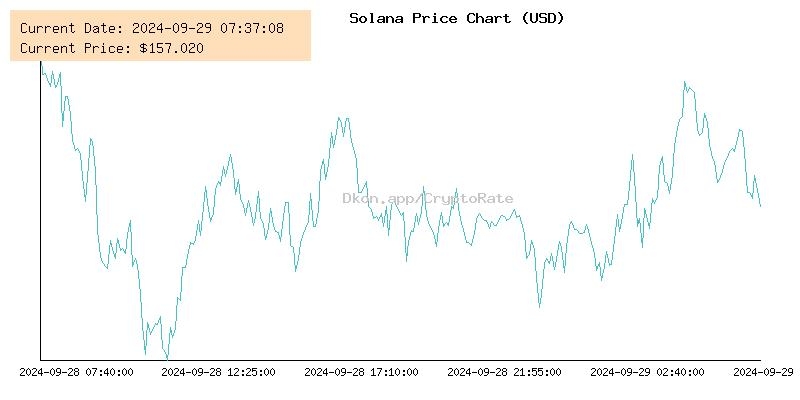 Solana Price Chart (USD)
Current Date: 2024-09-29 07:37:08
Current Price: $157.020
Dkon.app/CryptoRate
2024-09-28 07:40:00
2024-09-28 12:25:00
2024-09-28 17:10:00
2024-09-28 21:55:00
2024-09-29 02:40:00
2024-09-29